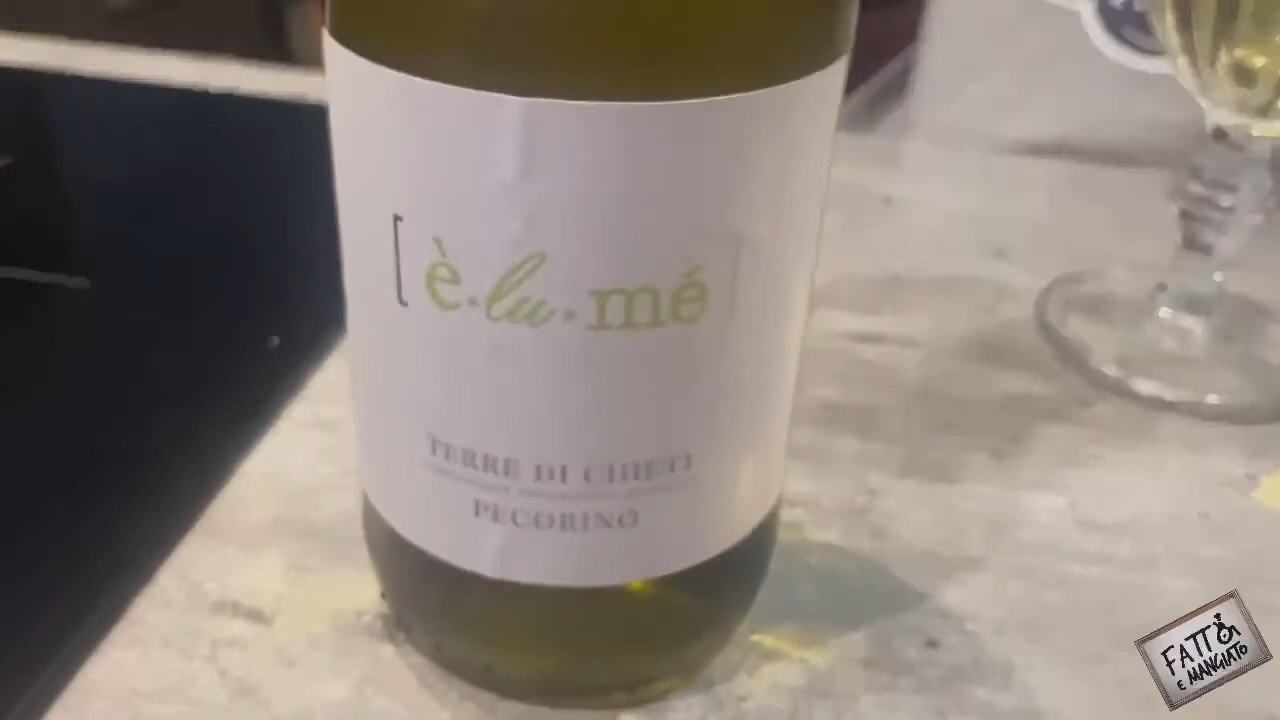 [ è.lu.mé ]
TERRE DI CHIETI
PECORINO
FATTO
E MANGIATO